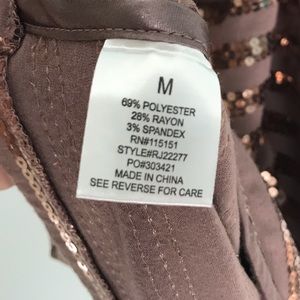 M
69% POLYESTER
28% RAYON
3% SPANDEX
RN#115151
STYLE#RJ22277
PO#303421
MADE IN CHINA
SEE REVERSE FOR CARE